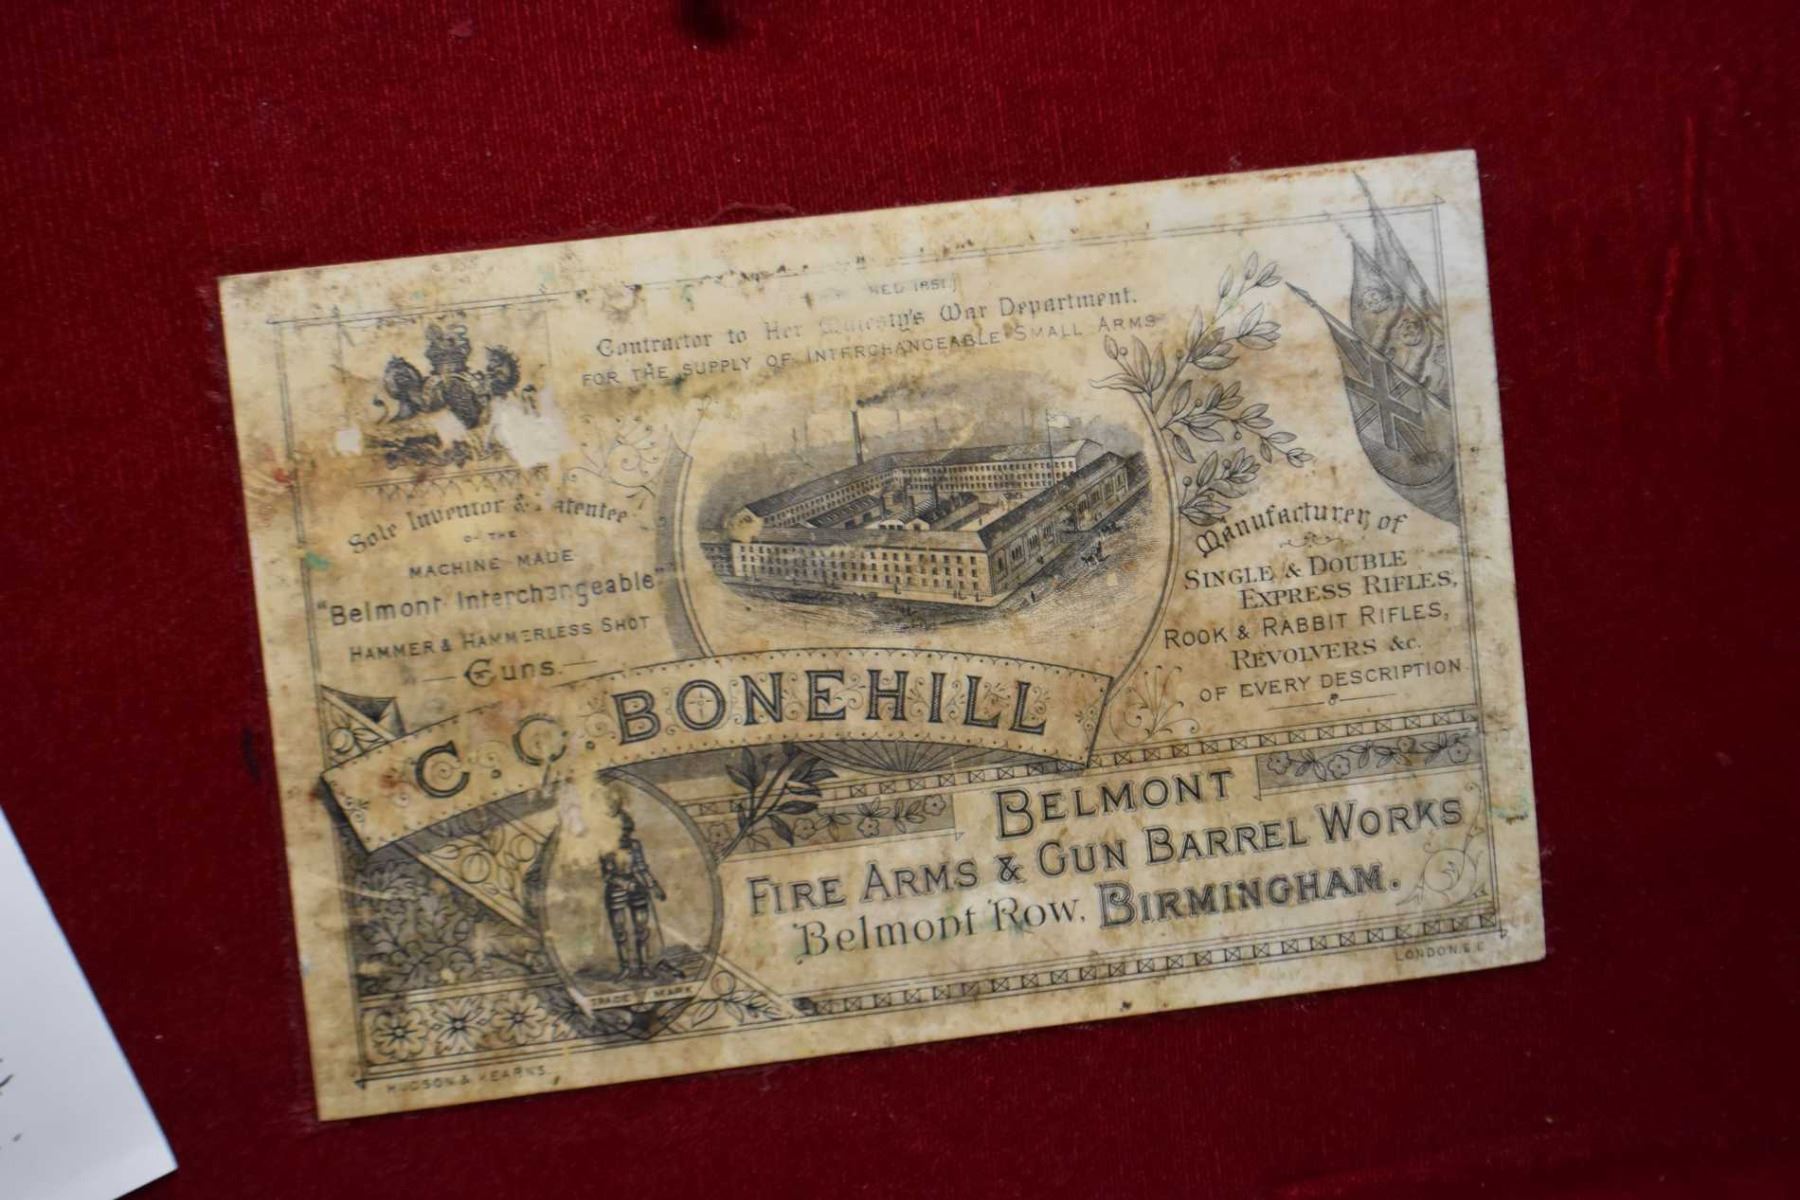 1851.)
Contractor to Her Majesty's War Department.
FOR THE SUPPLY OF INTERCHANGEABLE SMALL ARMS
Sole Inventor & Patentee
OF THE
MACHINE MADE
"Belmont Interchangeable"
HAMMER & HAMMERLESS SHOT
Guns.
Manufacturer of
SINGLE & DOUBLE
EXPRESS RIFLES,
ROOK & RABBIT RIFLES,
REVOLVERS &c.
OF EVERY DESCRIPTION
C. G. BONEHILL
BELMONT
FIRE ARMS & GUN BARREL WORKS
Belmont Row, BIRMINGHAM.
TRADE MARK
HUDSON & KEARNS,
LONDON.S.E